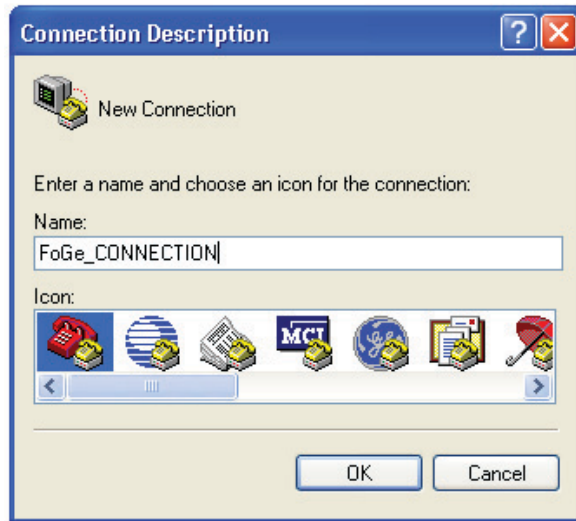 Connection Description
New Connection
Enter a name and choose an icon for the connection:
Name:
FoGe_CONNECTION
Icon:
MCI
OK
Cancel